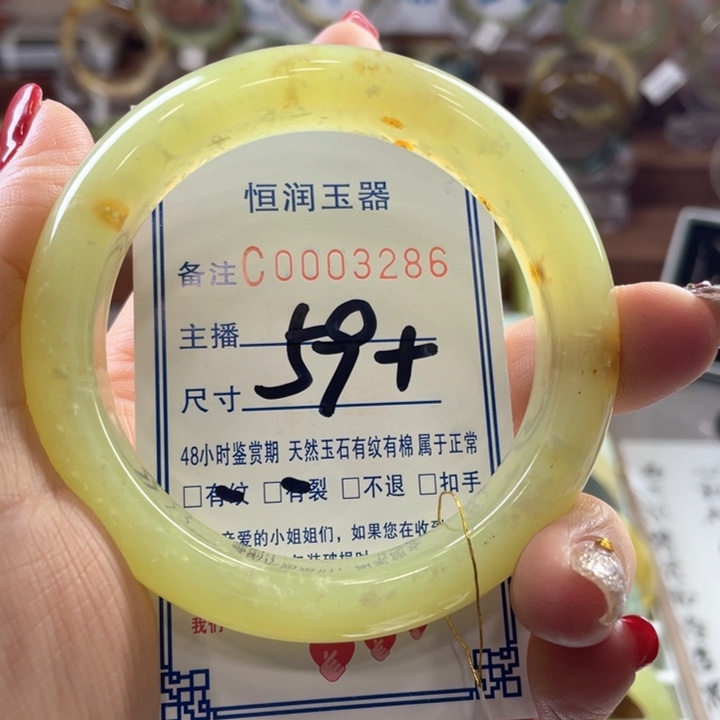 恒润玉器
备注C0003286
主播
尺寸 59+
48小时鉴赏期 天然玉石有纹有棉属于正常
□有纹 □有裂 □不退 □扣手
亲爱的小姐姐们，如果您在收到
我们